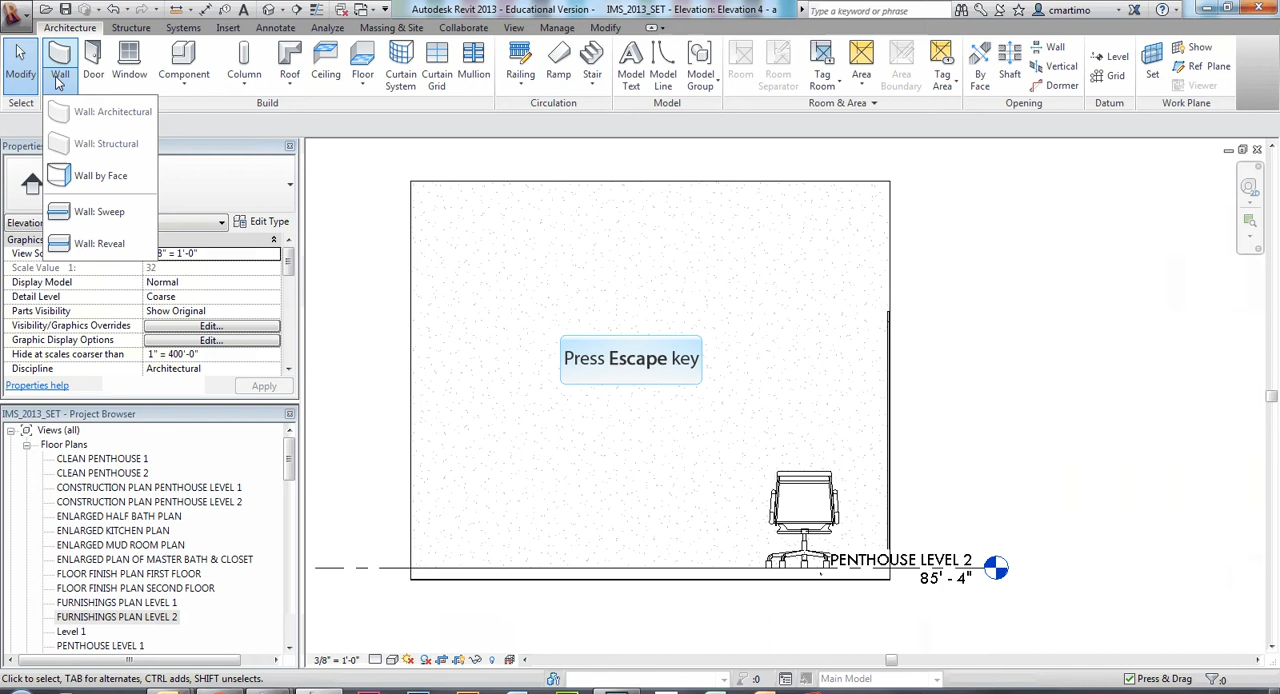 Autodesk Revit 2013 - Educational Version - IMS_2013_SET - Elevation: Elevation 4 - a
Type a keyword or phrase
cmartimo
Architecture Structure Systems Insert Annotate Analyze Massing & Site Collaborate View Manage Modify
Modify Wall Door Window Component Column Roof Ceiling Floor Curtain System Curtain Grid Mullion Railing Ramp Stair Model Text Model Line Model Group Room Room Separator Tag Room Area Area Boundary Tag Area By Face Shaft Wall Vertical Dormer Level Grid Set Show Ref Plane Viewer
Select Build Circulation Model Room & Area Opening Datum Work Plane
Wall: Architectural
Wall: Structural
Wall by Face
Wall: Sweep
Wall: Reveal
Properties
Elevation
Edit Type
Graphics
View Sc /8" = 1'-0"
Scale Value 1: 32
Display Model Normal
Detail Level Coarse
Parts Visibility Show Original
Visibility/Graphics Overrides Edit...
Graphic Display Options Edit...
Hide at scales coarser than 1" = 400'-0"
Discipline Architectural
Properties help Apply
IMS_2013_SET - Project Browser
Views (all)
Floor Plans
CLEAN PENTHOUSE 1
CLEAN PENTHOUSE 2
CONSTRUCTION PLAN PENTHOUSE LEVEL 1
CONSTRUCTION PLAN PENTHOUSE LEVEL 2
ENLARGED HALF BATH PLAN
ENLARGED KITCHEN PLAN
ENLARGED MUD ROOM PLAN
ENLARGED PLAN OF MASTER BATH & CLOSET
FLOOR FINISH PLAN FIRST FLOOR
FLOOR FINISH PLAN SECOND FLOOR
FURNISHINGS PLAN LEVEL 1
FURNISHINGS PLAN LEVEL 2
Level 1
PENTHOUSE LEVEL 1
Press Escape key
PENTHOUSE LEVEL 2
85' - 4"
3/8" = 1'-0"
Click to select, TAB for alternates, CTRL adds, SHIFT unselects.
:0
Main Model
Press & Drag
:0